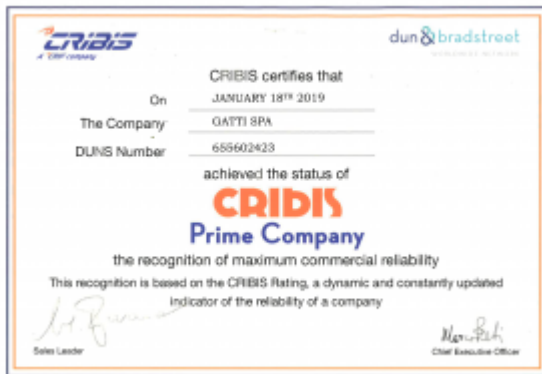 CRIBIS
A CRIF company
dun & bradstreet
WORLDWIDE NETWORK
CRIBIS certifies that
On JANUARY 18TH 2019
The Company GATTI SPA
DUNS Number 655602423
achieved the status of
CRIBIS
Prime Company
the recognition of maximum commercial reliability
This recognition is based on the CRIBIS Rating, a dynamic and constantly updated
indicator of the reliability of a company
Sales Leader
Chief Executive Officer